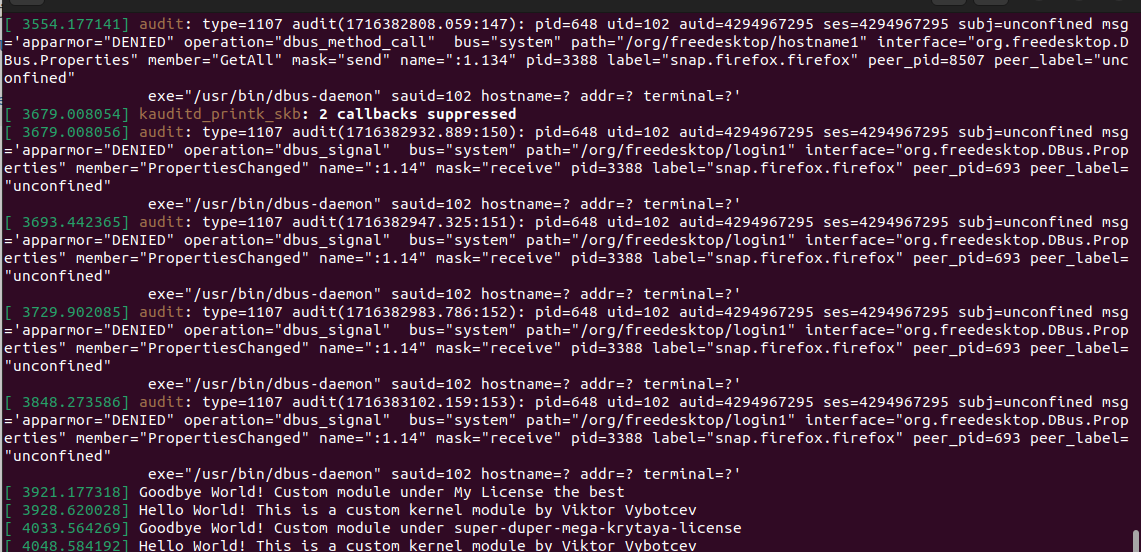 [ 3554.177141] audit: type=1107 audit(1716382808.059:147): pid=648 uid=102 auid=4294967295 ses=4294967295 subj=unconfined msg
='apparmor="DENIED" operation="dbus_method_call"  bus="system" path="/org/freedesktop/hostname1" interface="org.freedesktop.D
Bus.Properties" member="GetAll" mask="send" name=":1.134" pid=3388 label="snap.firefox.firefox" peer_pid=8507 peer_label="unc
onfined"
exe="/usr/bin/dbus-daemon" sauid=102 hostname=? addr=? terminal=?'
[ 3679.008054] kauditd_printk_skb: 2 callbacks suppressed
[ 3679.008056] audit: type=1107 audit(1716382932.889:150): pid=648 uid=102 auid=4294967295 ses=4294967295 subj=unconfined msg
='apparmor="DENIED" operation="dbus_signal"  bus="system" path="/org/freedesktop/login1" interface="org.freedesktop.DBus.Prop
erties" member="PropertiesChanged" name=":1.14" mask="receive" pid=3388 label="snap.firefox.firefox" peer_pid=693 peer_label=
"unconfined"
exe="/usr/bin/dbus-daemon" sauid=102 hostname=? addr=? terminal=?'
[ 3693.442365] audit: type=1107 audit(1716382947.325:151): pid=648 uid=102 auid=4294967295 ses=4294967295 subj=unconfined msg
='apparmor="DENIED" operation="dbus_signal"  bus="system" path="/org/freedesktop/login1" interface="org.freedesktop.DBus.Prop
erties" member="PropertiesChanged" name=":1.14" mask="receive" pid=3388 label="snap.firefox.firefox" peer_pid=693 peer_label=
"unconfined"
exe="/usr/bin/dbus-daemon" sauid=102 hostname=? addr=? terminal=?'
[ 3729.902085] audit: type=1107 audit(1716382983.786:152): pid=648 uid=102 auid=4294967295 ses=4294967295 subj=unconfined msg
='apparmor="DENIED" operation="dbus_signal"  bus="system" path="/org/freedesktop/login1" interface="org.freedesktop.DBus.Prop
erties" member="PropertiesChanged" name=":1.14" mask="receive" pid=3388 label="snap.firefox.firefox" peer_pid=693 peer_label=
"unconfined"
exe="/usr/bin/dbus-daemon" sauid=102 hostname=? addr=? terminal=?'
[ 3848.273586] audit: type=1107 audit(1716383102.159:153): pid=648 uid=102 auid=4294967295 ses=4294967295 subj=unconfined msg
='apparmor="DENIED" operation="dbus_signal"  bus="system" path="/org/freedesktop/login1" interface="org.freedesktop.DBus.Prop
erties" member="PropertiesChanged" name=":1.14" mask="receive" pid=3388 label="snap.firefox.firefox" peer_pid=693 peer_label=
"unconfined"
exe="/usr/bin/dbus-daemon" sauid=102 hostname=? addr=? terminal=?'
[ 3921.177318] Goodbye World! Custom module under My License the best
[ 3928.620028] Hello World! This is a custom kernel module by Viktor Vybotcev
[ 4033.564269] Goodbye World! Custom module under super-duper-mega-krytaya-license
[ 4048.584192] Hello World! This is a custom kernel module by Viktor Vybotcev